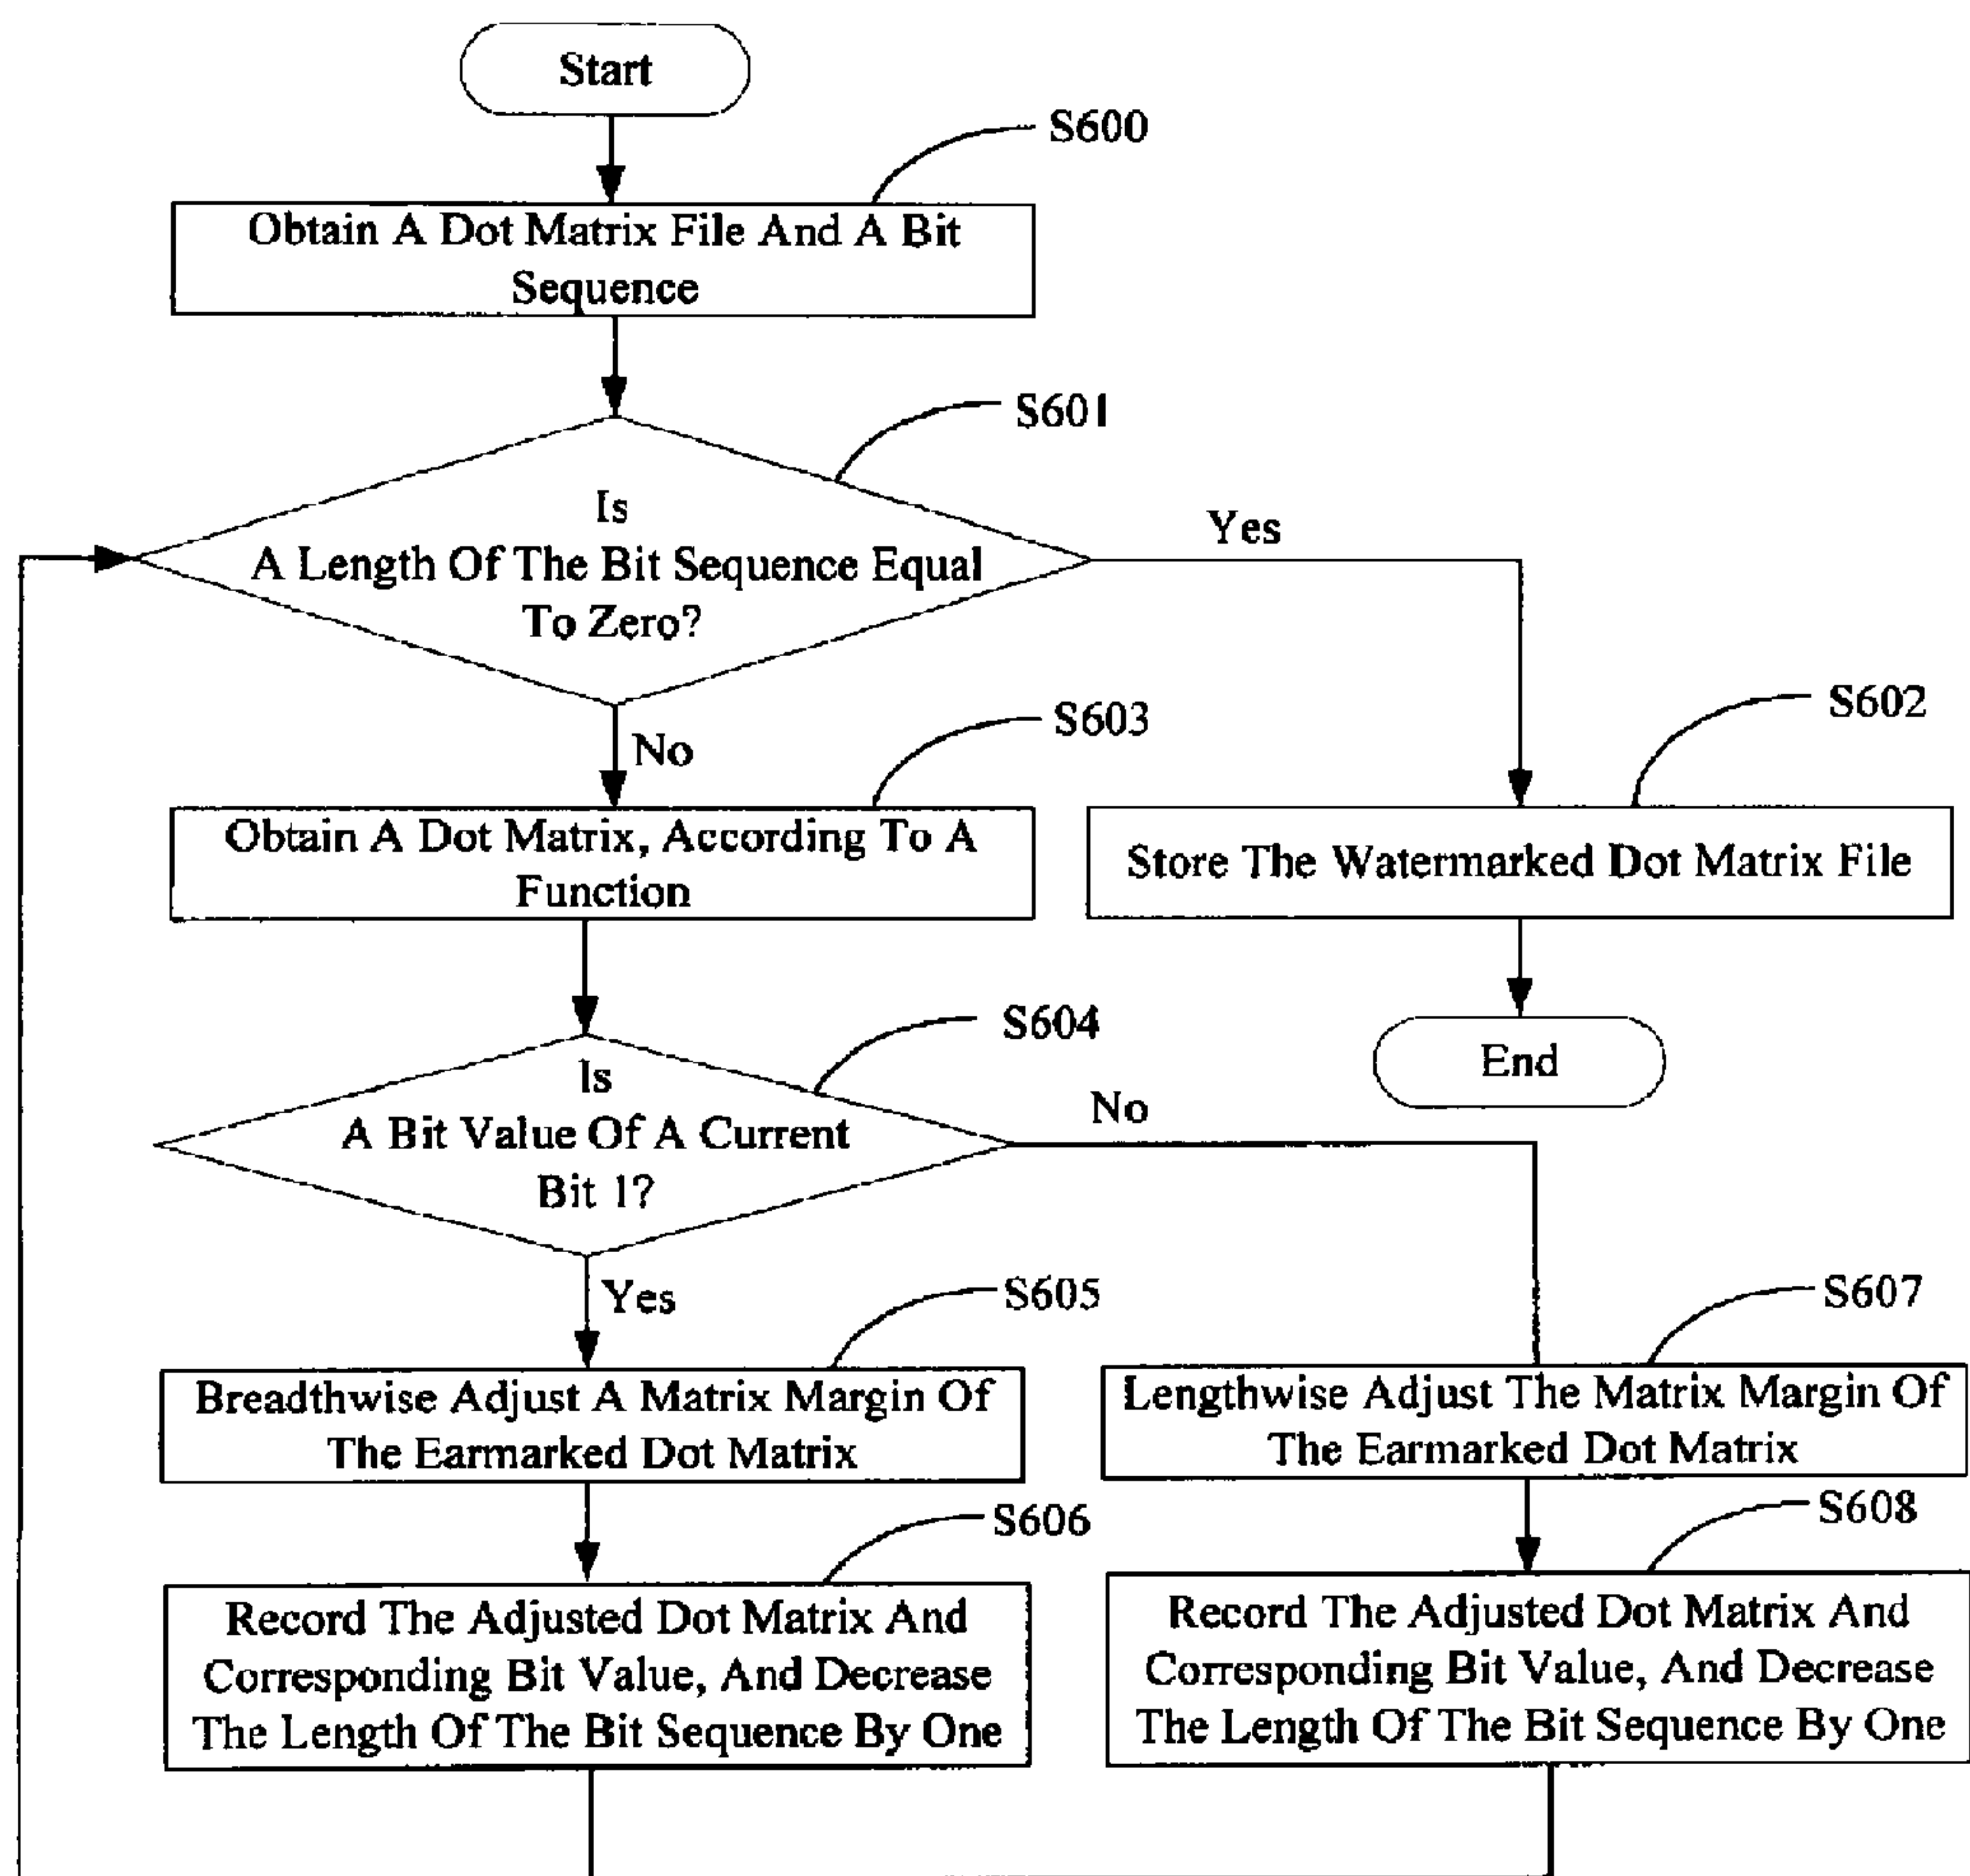 Start
S600
Obtain A Dot Matrix File And A Bit
Sequence
S601
Is
A Length Of The Bit Sequence Equal
To Zero?
Yes
S602
No
S603
Obtain A Dot Matrix, According To A
Function
Store The Watermarked Dot Matrix File
End
S604
Is
A Bit Value Of A Current
Bit 1?
No
Yes
S605
S607
Breadthwise Adjust A Matrix Margin Of
The Earmarked Dot Matrix
Lengthwise Adjust The Matrix Margin Of
The Earmarked Dot Matrix
S606
S608
Record The Adjusted Dot Matrix And
Corresponding Bit Value, And Decrease
The Length Of The Bit Sequence By One
Record The Adjusted Dot Matrix And
Corresponding Bit Value, And Decrease
The Length Of The Bit Sequence By One